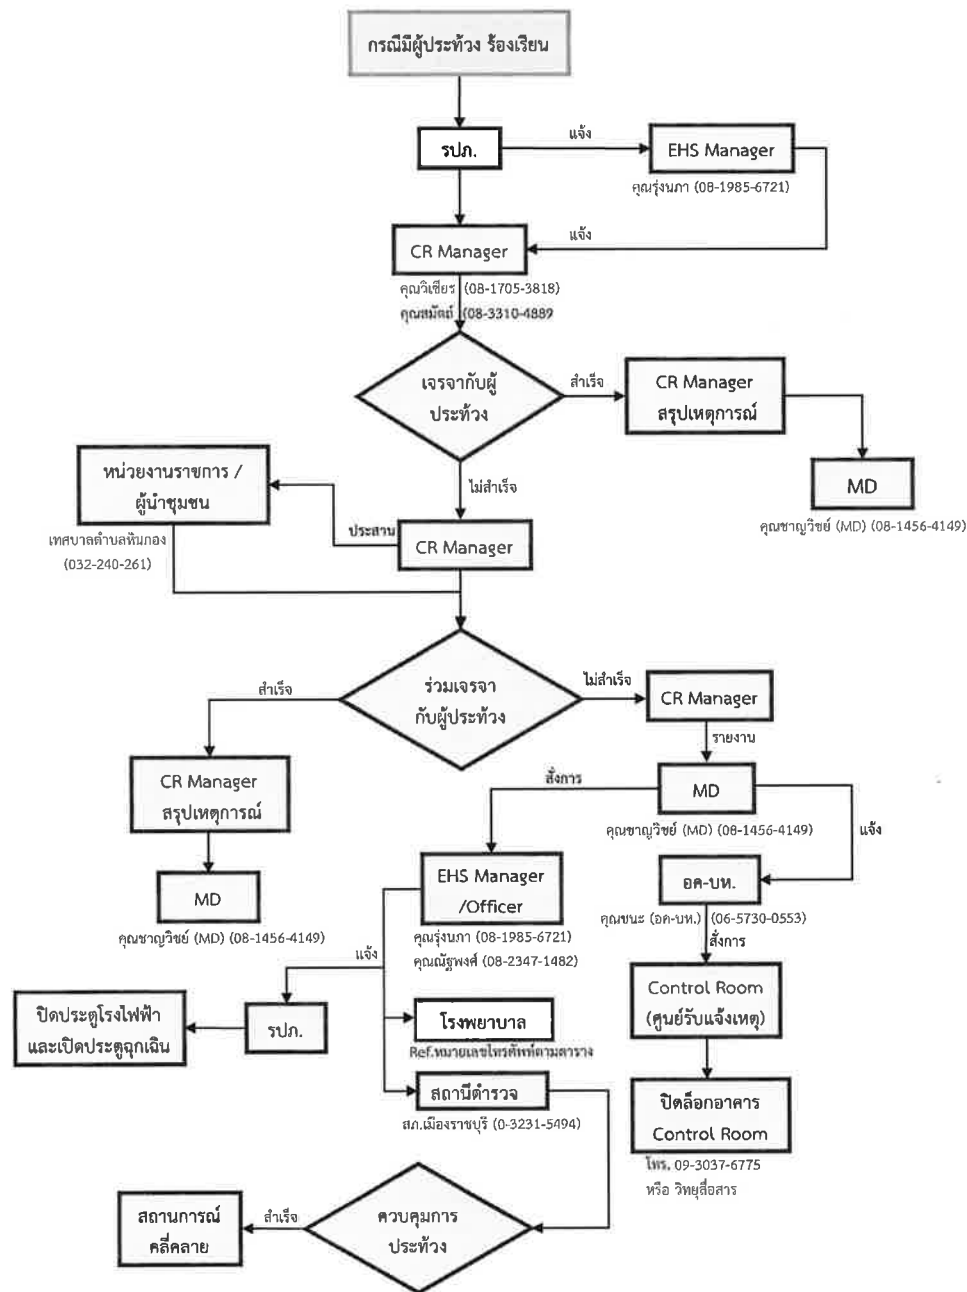 กรณีมีผู้ประท้วง ร้องเรียน
รปภ.
แจ้ง
EHS Manager
คุณรุ่งนภา (08-1985-6721)
แจ้ง
CR Manager
คุณวิเชียร (08-1705-3818)
คุณสมัตถ์ (08-3310-4889
เจรจากับผู้
ประท้วง
สำเร็จ
CR Manager
สรุปเหตุการณ์
MD
คุณชาญวิชย์ (MD) (08-1456-4149)
ไม่สำเร็จ
หน่วยงานราชการ /
ผู้นำชุมชน
เทศบาลตำบลหินกอง
(032-240-261)
ประสาน
CR Manager
ร่วมเจรจา
กับผู้ประท้วง
สำเร็จ
ไม่สำเร็จ
CR Manager
รายงาน
CR Manager
สรุปเหตุการณ์
MD
คุณชาญวิชย์ (MD) (08-1456-4149)
สั่งการ
MD
คุณชาญวิชย์ (MD) (08-1456-4149)
แจ้ง
EHS Manager
/Officer
คุณรุ่งนภา (08-1985-6721)
คุณณัฐพงศ์ (08-2347-1482)
อค-บห.
คุณชนะ (อค-บห.) (06-5730-0553)
สั่งการ
แจ้ง
Control Room
(ศูนย์รับแจ้งเหตุ)
ปิดประตูโรงไฟฟ้า
และเปิดประตูฉุกเฉิน
รปภ.
โรงพยาบาล
Ref.หมายเลขโทรศัพท์ตามตาราง
สถานีตำรวจ
สภ.เมืองราชบุรี (0-3231-5494)
ปิดล็อกอาคาร
Control Room
โทร. 09-3037-6775
หรือ วิทยุสื่อสาร
สถานการณ์
คลี่คลาย
สำเร็จ
ควบคุมการ
ประท้วง